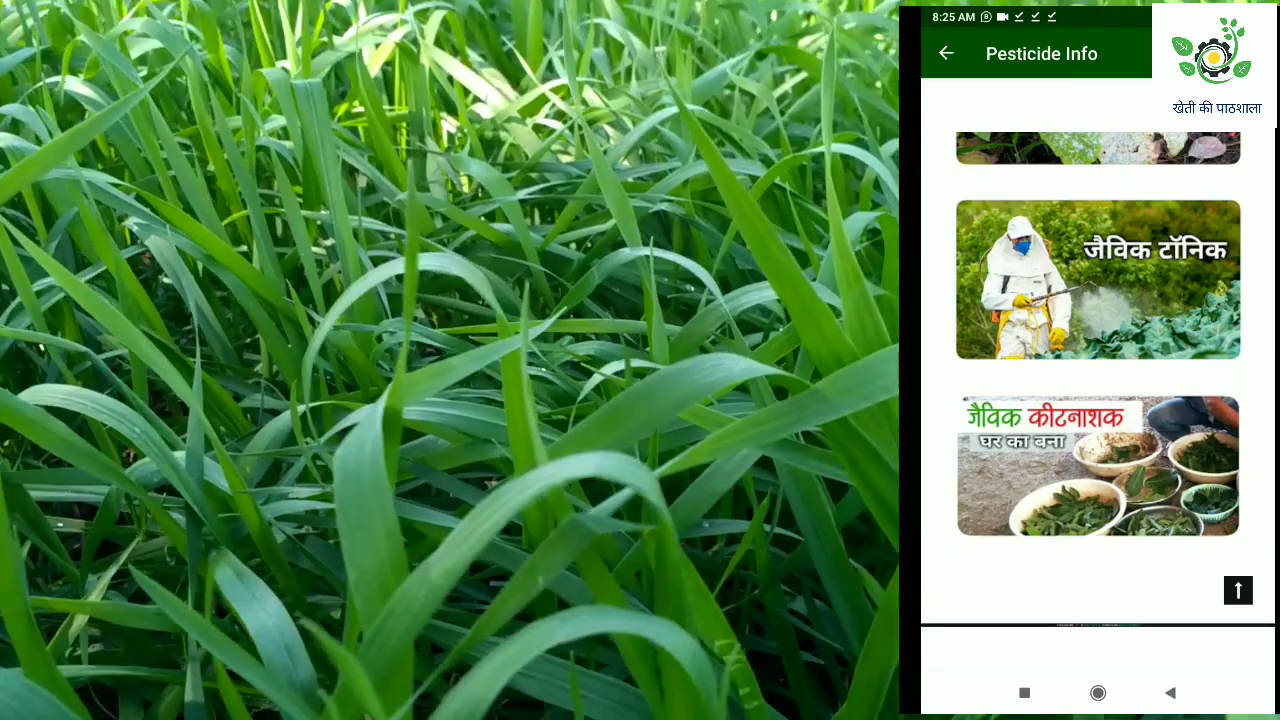 8:25 AM
Pesticide Info
खेती की पाठशाला
जैविक टॉनिक
जैविक कीटनाशक
घर का बना